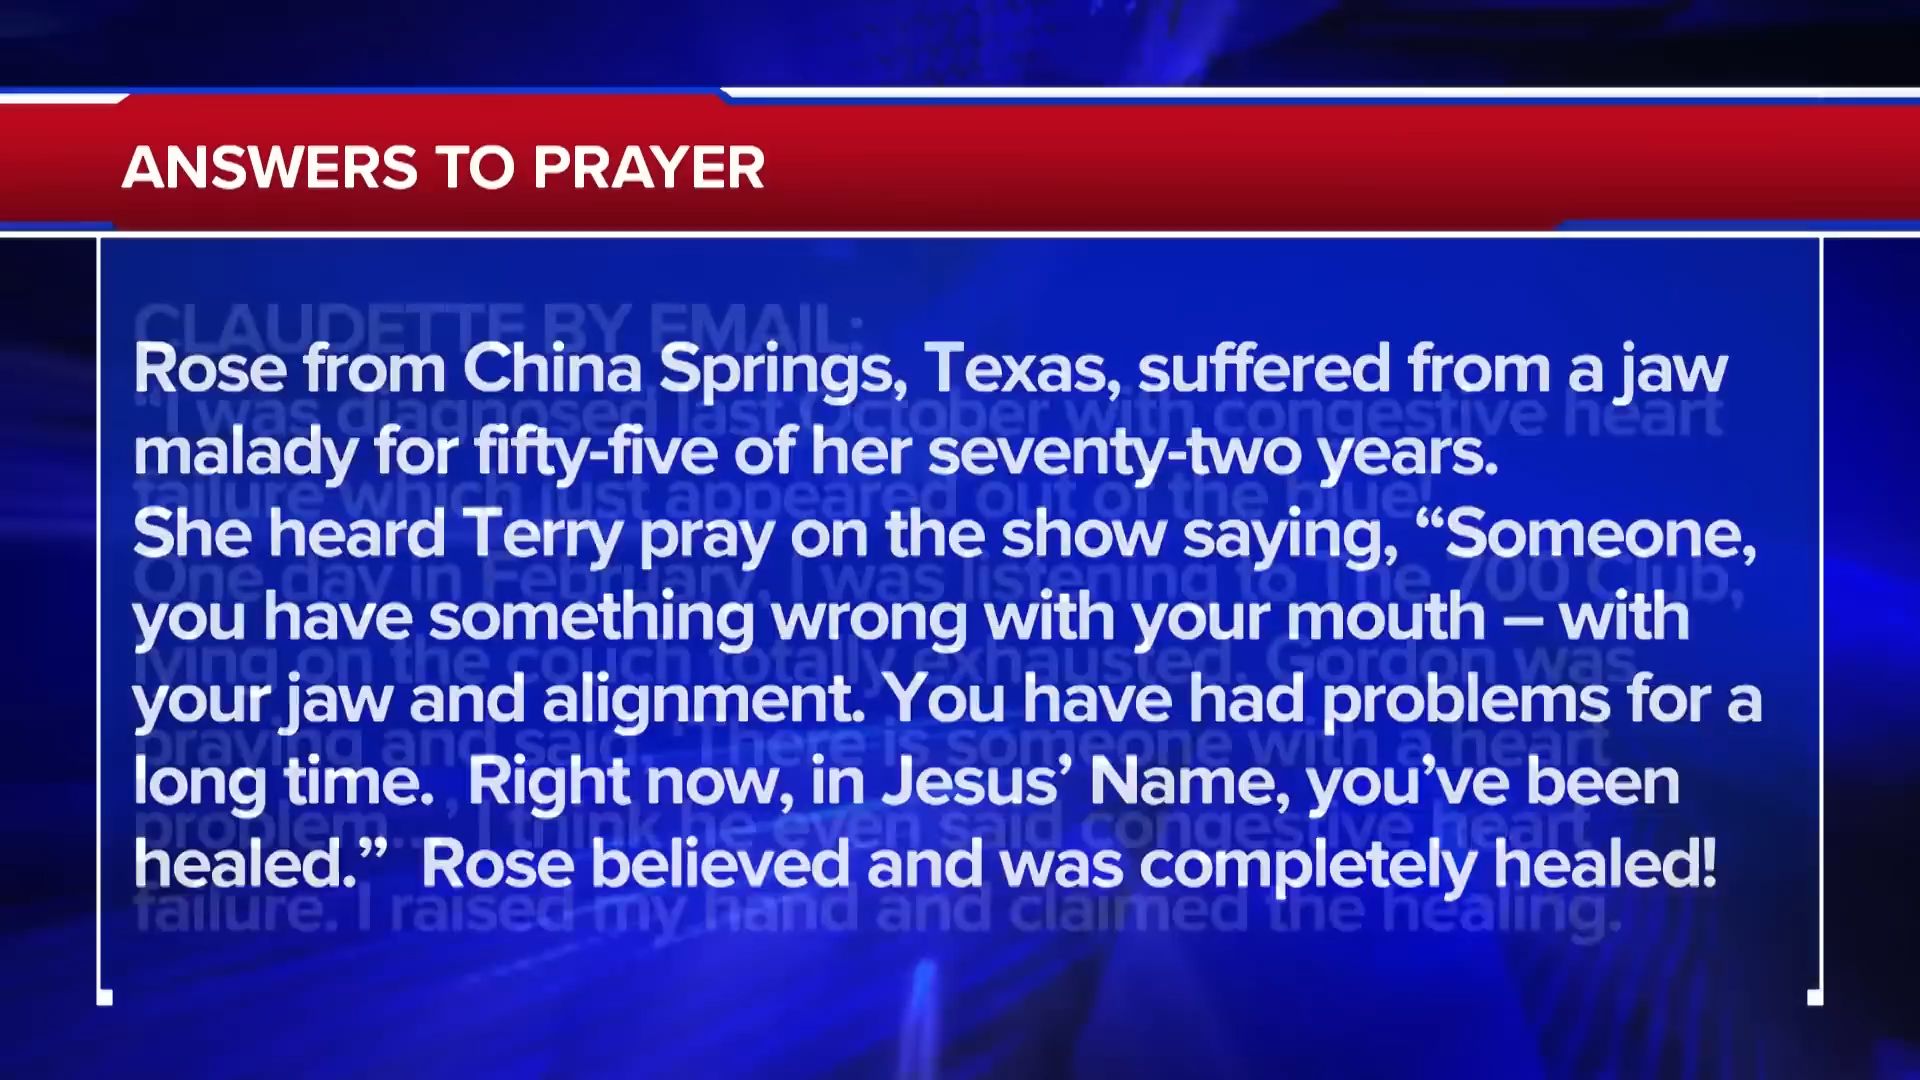 ANSWERS TO PRAYER
Rose from China Springs, Texas, suffered from a jaw
malady for fifty-five of her seventy-two years.
She heard Terry pray on the show saying, “Someone,
you have something wrong with your mouth – with
your jaw and alignment. You have had problems for a
long time.  Right now, in Jesus’ Name, you’ve been
healed.”  Rose believed and was completely healed!
CLAUDETTE BY EMAIL:
“I was diagnosed last October with congestive heart
failure which just appeared out of the blue!
One day in February, I was listening to The 700 Club,
lying on the couch totally exhausted. Gordon was
praying and said, ‘There is someone with a heart
problem...’, I think he even said congestive heart
failure. I raised my hand and claimed the healing.